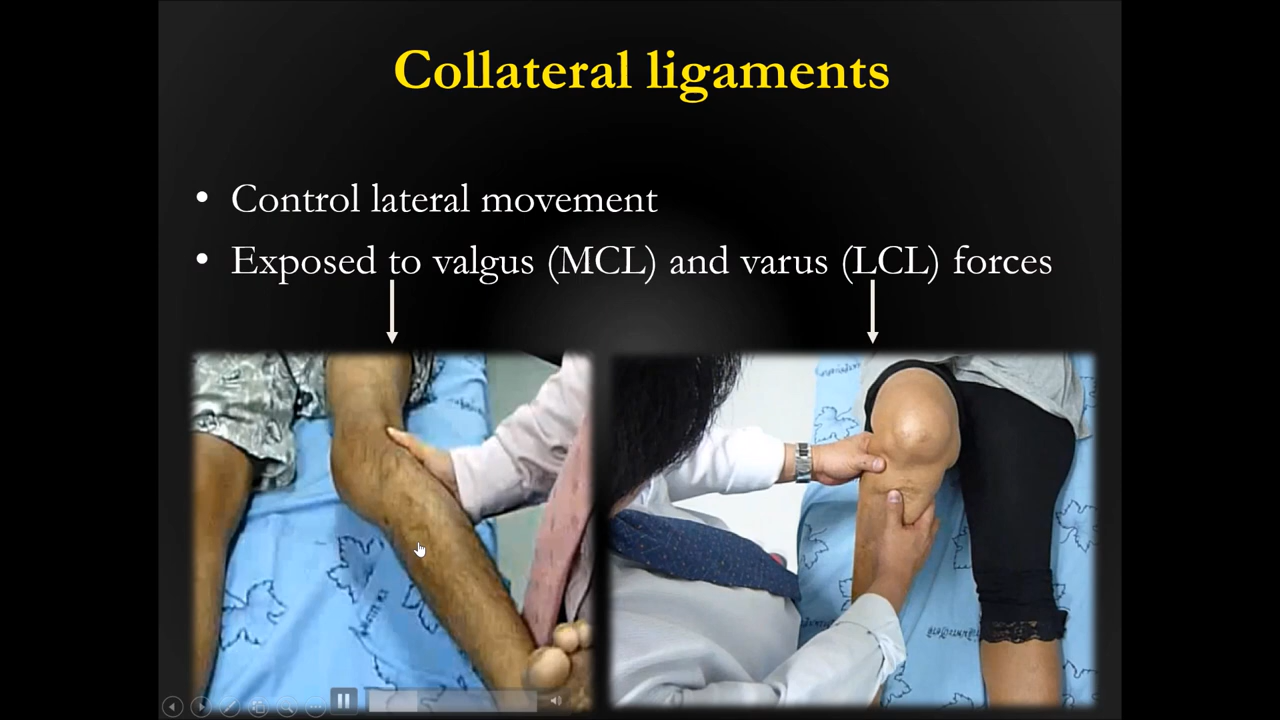 Collateral ligaments
• Control lateral movement
• Exposed to valgus (MCL) and varus (LCL) forces